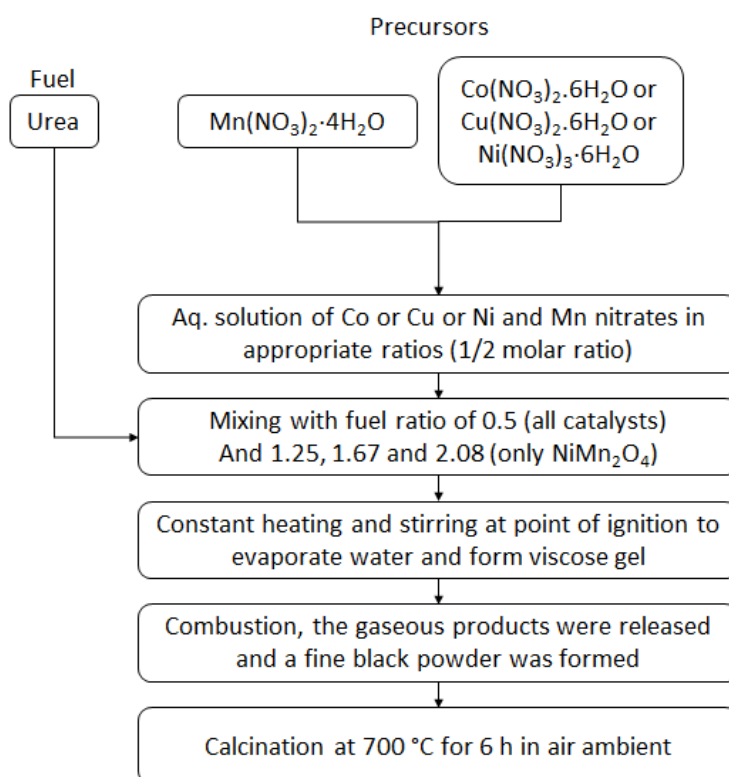 Precursors
Fuel
Urea
Mn(NO₃)₂·4H₂O
Co(NO₃)₂.6H₂O or
Cu(NO₃)₂.6H₂O or
Ni(NO₃)₃·6H₂O
Aq. solution of Co or Cu or Ni and Mn nitrates in
appropriate ratios (1/2 molar ratio)
Mixing with fuel ratio of 0.5 (all catalysts)
And 1.25, 1.67 and 2.08 (only NiMn₂O₄)
Constant heating and stirring at point of ignition to
evaporate water and form viscose gel
Combustion, the gaseous products were released
and a fine black powder was formed
Calcination at 700 °C for 6 h in air ambient